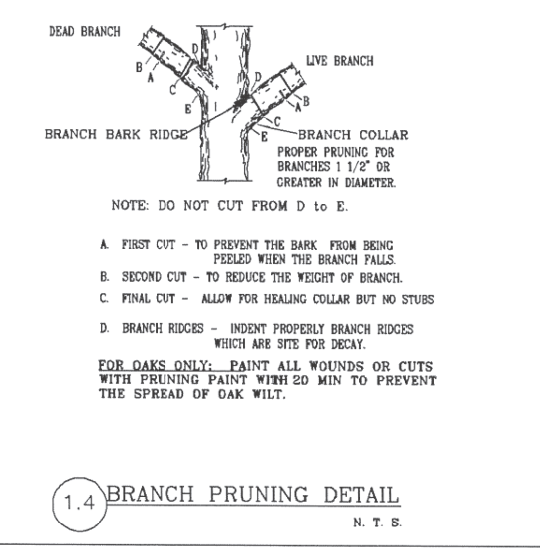 DEAD BRANCH
D
B
A
C
E
LIVE BRANCH
D
B
A
C
E
BRANCH BARK RIDGE
BRANCH COLLAR
PROPER PRUNING FOR
BRANCHES 1 1/2" OR
GREATER IN DIAMETER.
NOTE: DO NOT CUT FROM D to E.
A. FIRST CUT - TO PREVENT THE BARK FROM BEING
PEELED WHEN THE BRANCH FALLS.
B. SECOND CUT - TO REDUCE THE WEIGHT OF BRANCH.
C. FINAL CUT - ALLOW FOR HEALING COLLAR BUT NO STUBS
D. BRANCH RIDGES - INDENT PROPERLY BRANCH RIDGES
WHICH ARE SITE FOR DECAY.
FOR OAKS ONLY: PAINT ALL WOUNDS OR CUTS
WITH PRUNING PAINT WITH 20 MIN TO PREVENT
THE SPREAD OF OAK WILT.
1.4 BRANCH PRUNING DETAIL
N. T. S.